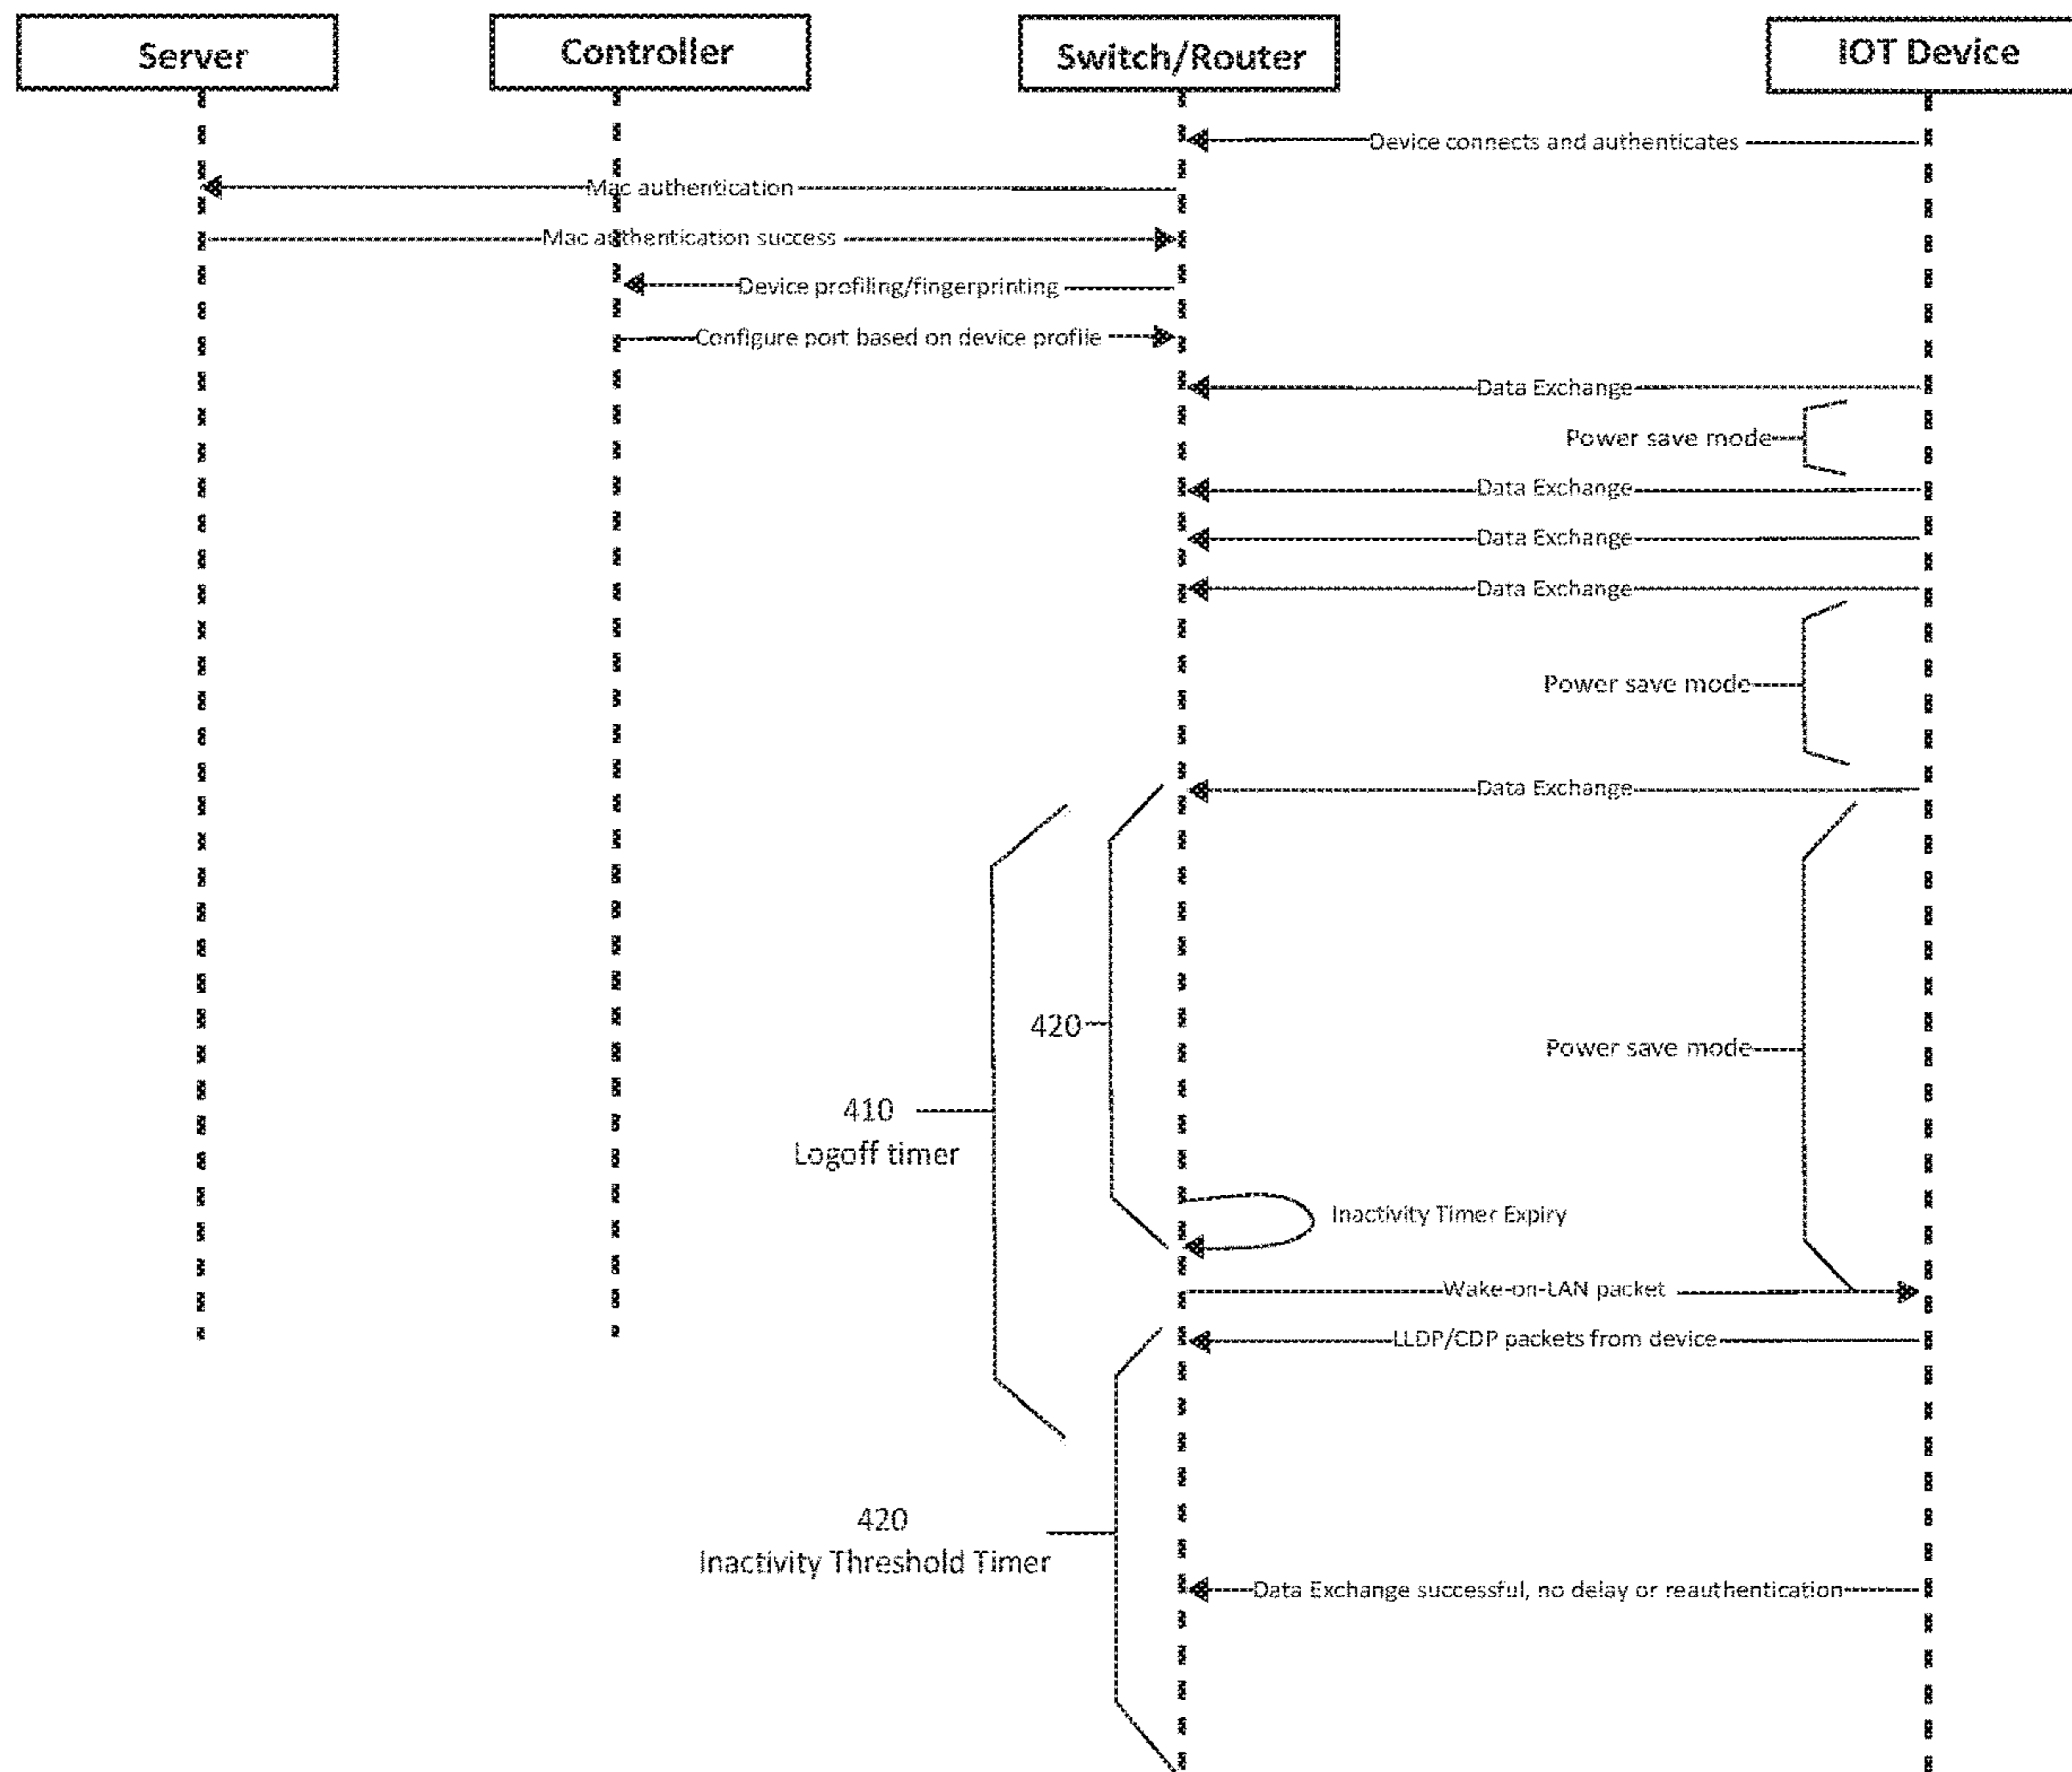 Server
Controller
Switch/Router
IOT Device
Device connects and authenticates
Mac authentication
Mac authentication success
Device profiling/fingerprinting
Configure port based on device profile
Data Exchange
Power save mode
Data Exchange
Data Exchange
Data Exchange
Power save mode
Data Exchange
420
Power save mode
410
Logoff timer
Inactivity Timer Expiry
Wake-on-LAN packet
LLDP/CDP packets from device
420
Inactivity Threshold Timer
Data Exchange successful, no delay or reauthentication